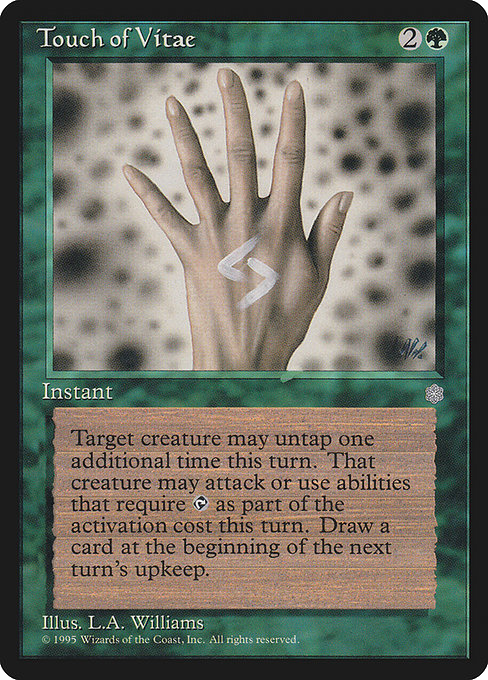 Touch of Vitae 2
Instant
Target creature may untap one
additional time this turn. That
creature may attack or use abilities
that require T as part of the
activation cost this turn. Draw a
card at the beginning of the next
turn's upkeep.
Illus. L.A. Williams
© 1995 Wizards of the Coast, Inc. All rights reserved.